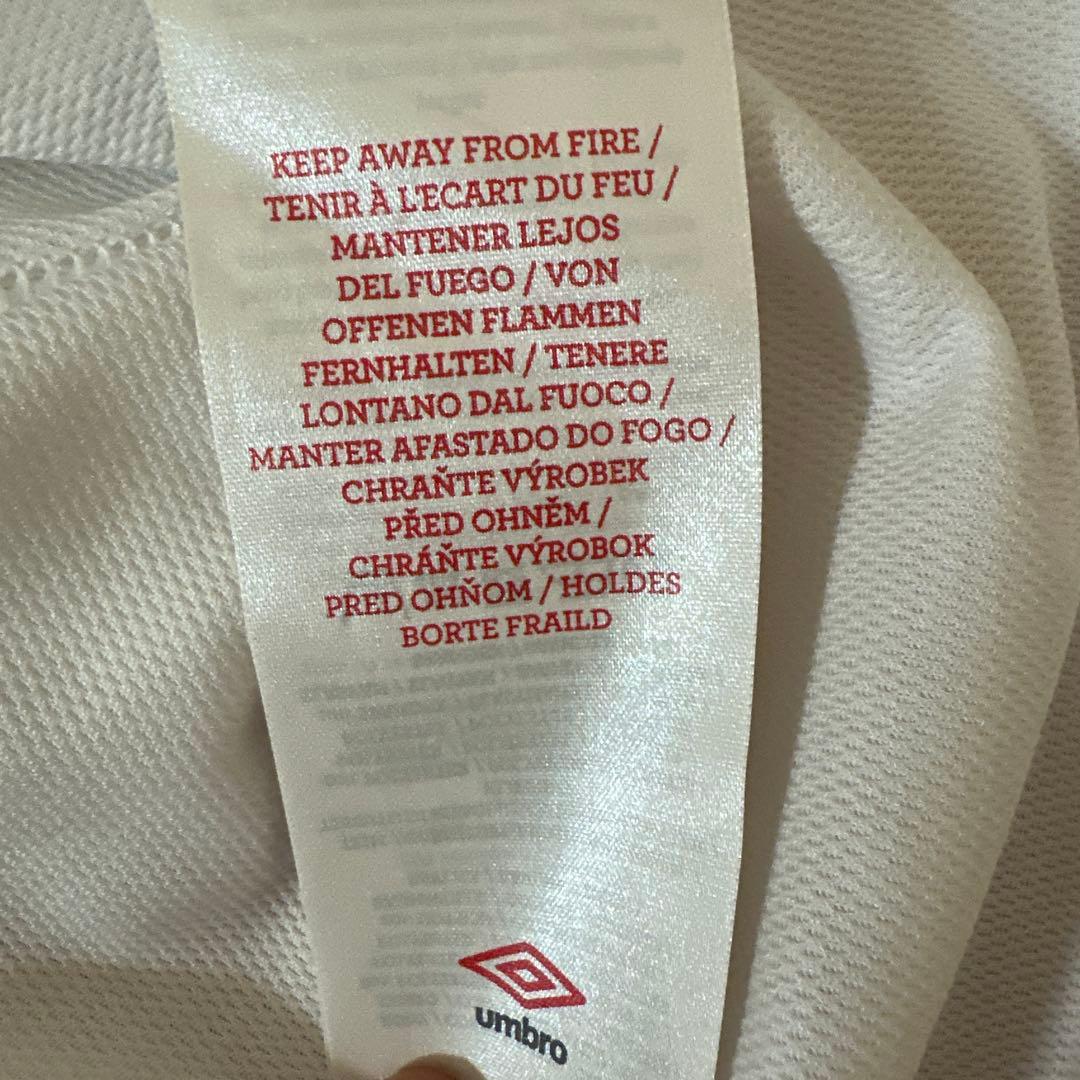 KEEP AWAY FROM FIRE /
TENIR À L'ECART DU FEU /
MANTENER LEJOS
DEL FUEGO / VON
OFFENEN FLAMMEN
FERNHALTEN / TENERE
LONTANO DAL FUOCO /
MANTER AFASTADO DO FOGO /
CHRAŇTE VÝROBEK
PŘED OHNĚM /
CHRÁŇTE VÝROBOK
PRED OHŇOM / HOLDES
BORTE FRAILD
umbro